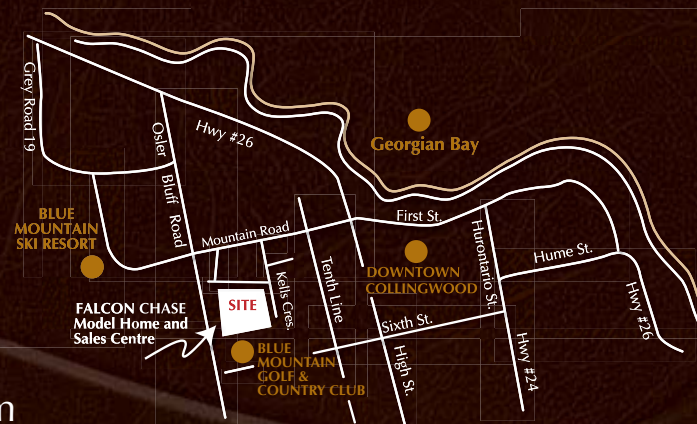 Grey Road 19
Osler
Bluff Road
Hwy #26
Georgian Bay
BLUE
MOUNTAIN
SKI RESORT
Mountain Road
First St.
Hurontario St.
Hume St.
Hwy #26
DOWNTOWN
COLLINGWOOD
Kells Cres.
Tenth Line
SITE
FALCON CHASE
Model Home and
Sales Centre
Sixth St.
High St.
Hwy #24
BLUE
MOUNTAIN
GOLF &
COUNTRY CLUB